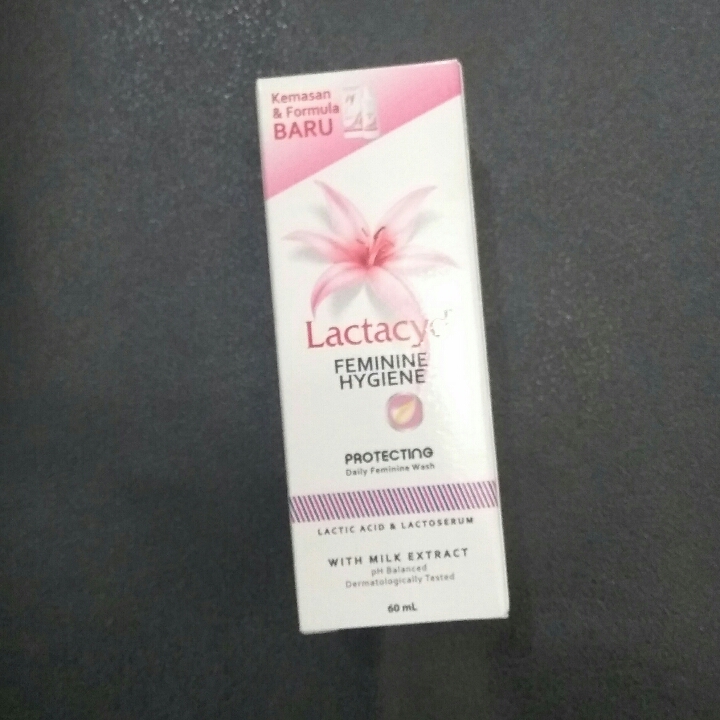 Kemasan
& Formula
BARU
Lactacyd
FEMININE
HYGIENE
PROTECTING
Daily Feminine Wash
LACTIC ACID & LACTOSERUM
WITH MILK EXTRACT
pH Balanced
Dermatologically Tested
60 mL